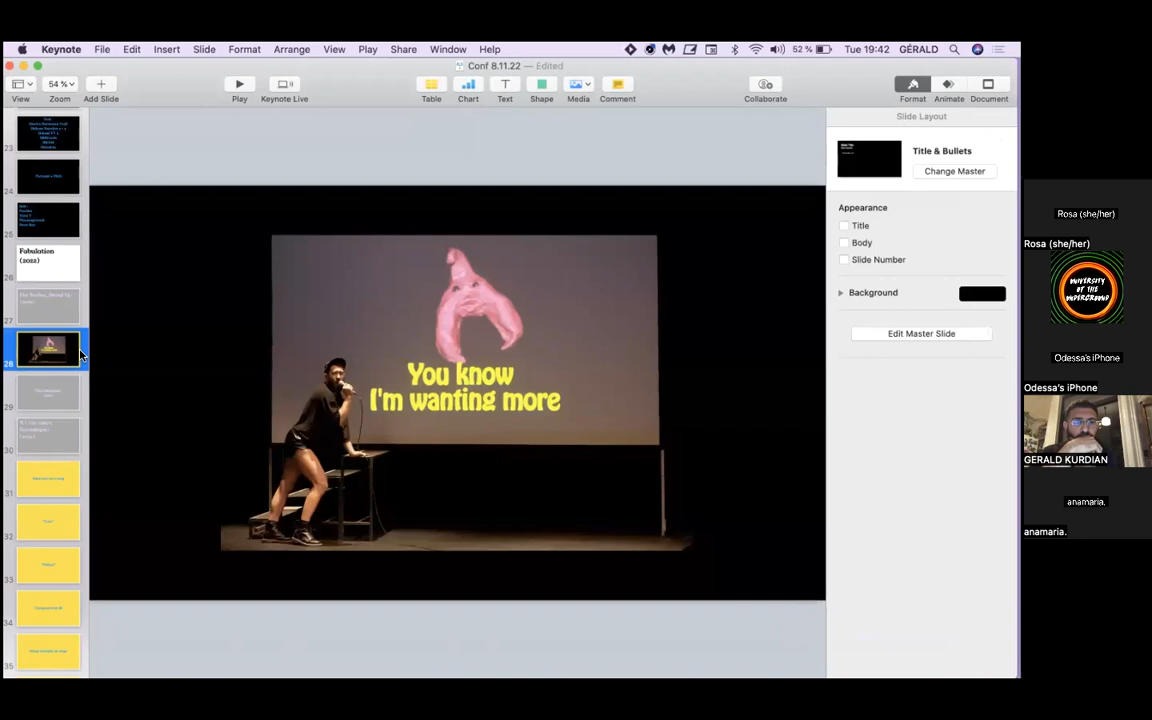 Keynote File Edit Insert Slide Format Arrange View Play Share Window Help
52 % Tue 19:42 GÉRALD
Conf 8.11.22 — Edited
54 %
View Zoom Add Slide Play Keynote Live Table Chart Text Shape Media Comment Collaborate Format Animate Document
Slide Layout
Title & Bullets
Change Master
Appearance
Title
Body
Slide Number
Background
Edit Master Slide
23
24
25
Fabulation
(2022)
26
27
28
29
30
31
32
33
34
35
You know
I'm wanting more
Rosa (she/her)
Rosa (she/her)
UNIVERSITY
OF THE
UNDERGROUND
Odessa's iPhone
Odessa's iPhone
GERALD KURDIAN
anamaria.
anamaria.